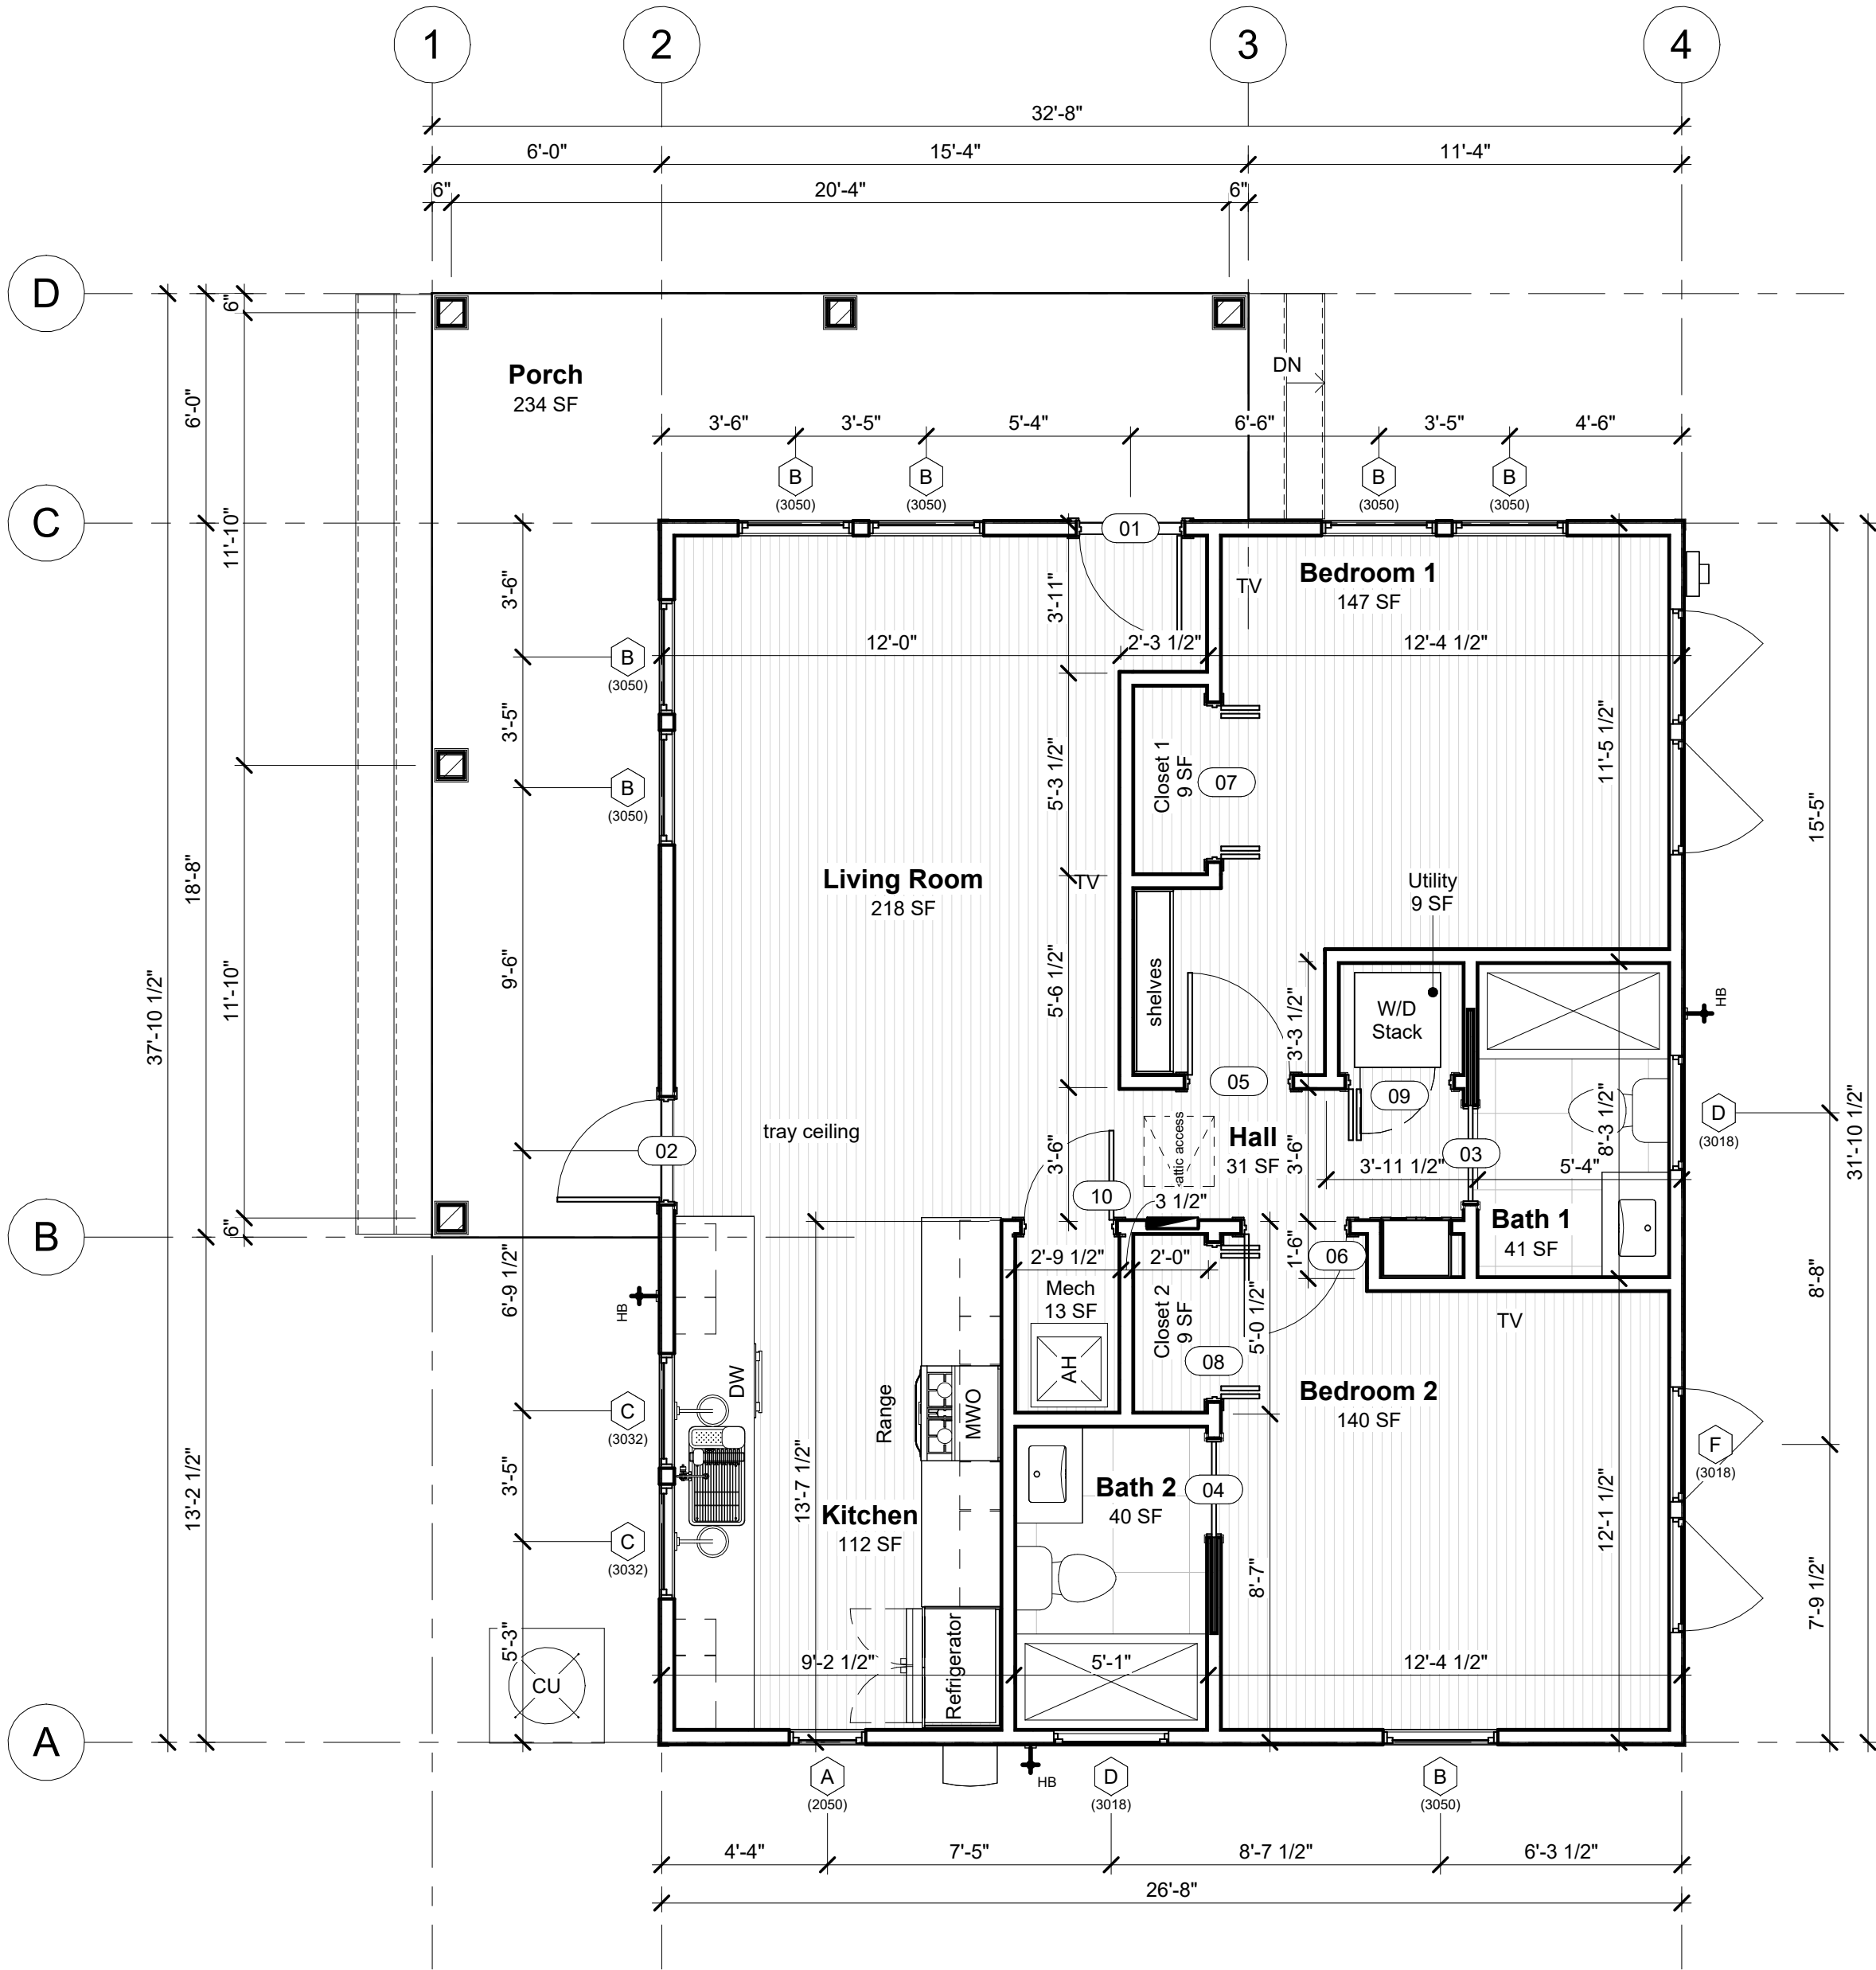 1
2
3
4
32'-8"
6'-0"
15'-4"
11'-4"
6"
20'-4"
6"
D
6"
Porch
234 SF
DN
6'-0"
3'-6"
3'-5"
5'-4"
6'-6"
3'-5"
4'-6"
B
(3050)
B
(3050)
B
(3050)
B
(3050)
C
01
11'-10"
3'-6"
3'-11"
TV
Bedroom 1
147 SF
B
(3050)
12'-0"
2'-3 1/2"
12'-4 1/2"
3'-5"
5'-3 1/2"
Closet 1
9 SF
07
11'-5 1/2"
15'-5"
B
(3050)
18'-8"
Living Room
218 SF
TV
Utility
9 SF
37'-10 1/2"
11'-10"
9'-6"
5'-6 1/2"
shelves
3'-3 1/2"
W/D
Stack
HB
05
09
8'-3 1/2"
D
(3018)
31'-10 1/2"
tray ceiling
attic access
Hall
31 SF
3'-6"
3'-6"
02
03
3'-11 1/2"
5'-4"
10
3 1/2"
B
6"
Bath 1
41 SF
6'-9 1/2"
2'-9 1/2"
2'-0"
1'-6"
06
8'-8"
HB
Mech
13 SF
Closet 2
9 SF
5'-0 1/2"
TV
DW
Range
MWO
AH
08
Bedroom 2
140 SF
C
(3032)
F
(3018)
3'-5"
13'-2 1/2"
13'-7 1/2"
Kitchen
112 SF
Bath 2
40 SF
04
12'-1 1/2"
C
(3032)
8'-7"
7'-9 1/2"
5'-3"
CU
9'-2 1/2"
Refrigerator
5'-1"
12'-4 1/2"
A
A
(2050)
HB
D
(3018)
B
(3050)
4'-4"
7'-5"
8'-7 1/2"
6'-3 1/2"
26'-8"